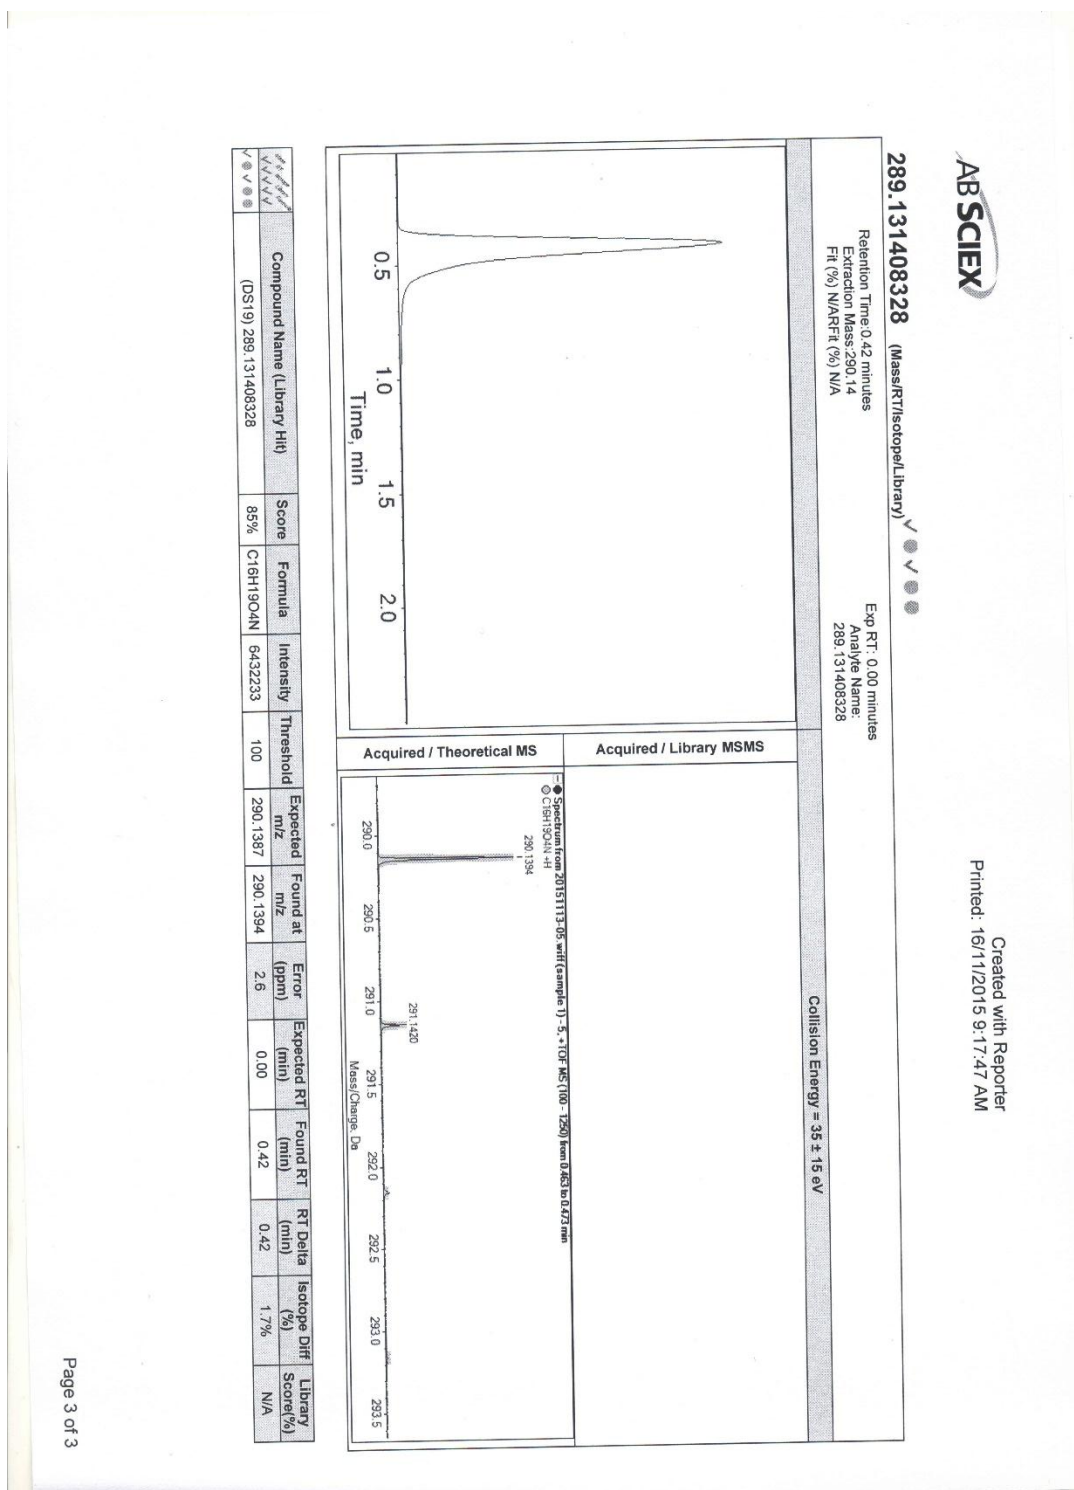 AB SCIEX
Created with Reporter
Printed: 16/11/2015 9:17:47 AM
289.131408328 (Mass/RT/Isotope/Library)
Retention Time:0.42 minutes
Extraction Mass:290.14
Fit (%) N/ARFit (%) N/A
Exp RT: 0.00 minutes
Analyte Name:
289.131408328
Collision Energy = 35 ± 15 eV
0.5 1.0 1.5 2.0
Time, min
Acquired / Library MSMS
Acquired / Theoretical MS
Spectrum from 20151113-05.wiff (sample 1) - 5, +TOF MS (100 - 1250) from 0.463 to 0.473 min
C16H19O4N +H
290.1394
291.1420
290.0 290.5 291.0 291.5 292.0 292.5 293.0 293.5
Mass/Charge, Da
Compound Name (Library Hit) Score Formula Intensity Threshold Expected m/z Found at m/z Error (ppm) Expected RT (min) Found RT (min) RT Delta (min) Isotope Diff (%) Library Score(%)
(DS19) 289.131408328 85% C16H19O4N 6432233 100 290.1387 290.1394 2.6 0.00 0.42 0.42 1.7% N/A
Page 3 of 3